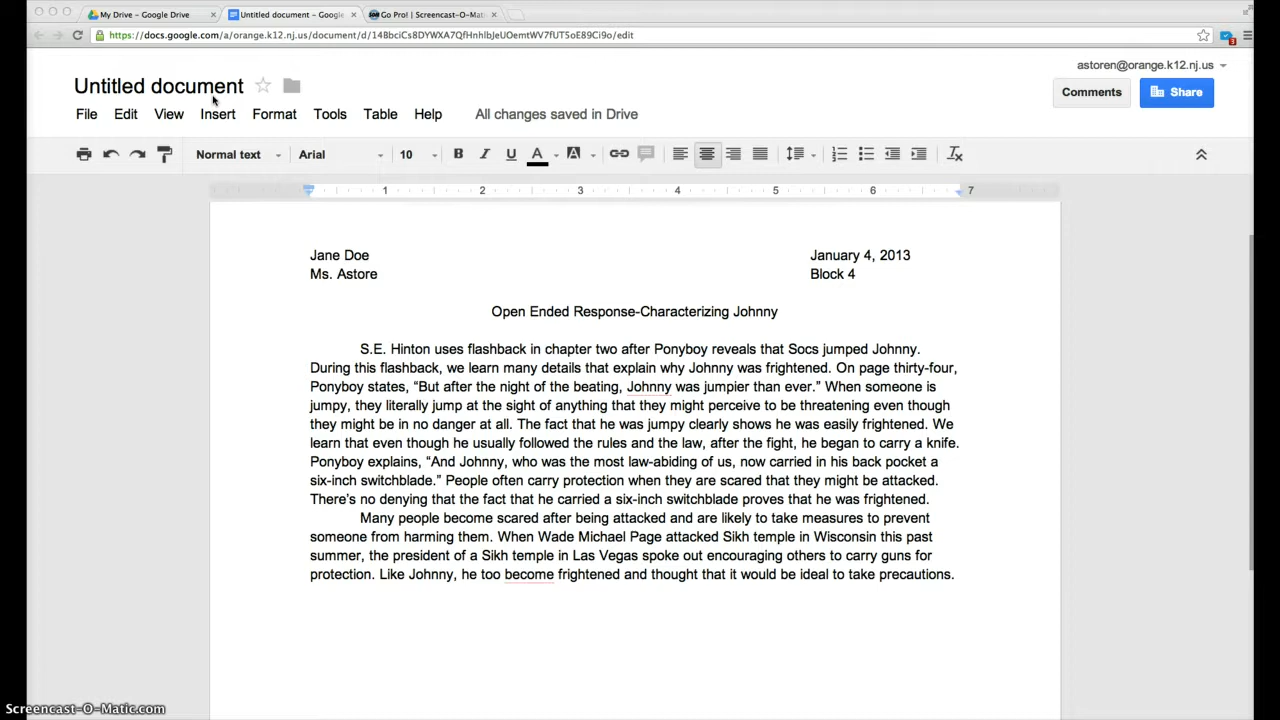 My Drive – Google Drive
Untitled document – Google
Go Pro! | Screencast-O-Mati
https://docs.google.com/a/orange.k12.nj.us/document/d/14BbciCs8DYWXA7QfHnhlbJeUOemtWV7fUT5oE89Ci9o/edit
3
astoren@orange.k12.nj.us
Untitled document
Comments
Share
File Edit View Insert Format Tools Table Help All changes saved in Drive
Normal text Arial 10 B I U A A
1 2 3 4 5 6 7
Jane Doe January 4, 2013
Ms. Astore Block 4
Open Ended Response-Characterizing Johnny
S.E. Hinton uses flashback in chapter two after Ponyboy reveals that Socs jumped Johnny.
During this flashback, we learn many details that explain why Johnny was frightened. On page thirty-four,
Ponyboy states, “But after the night of the beating, Johnny was jumpier than ever.” When someone is
jumpy, they literally jump at the sight of anything that they might perceive to be threatening even though
they might be in no danger at all. The fact that he was jumpy clearly shows he was easily frightened. We
learn that even though he usually followed the rules and the law, after the fight, he began to carry a knife.
Ponyboy explains, “And Johnny, who was the most law-abiding of us, now carried in his back pocket a
six-inch switchblade.” People often carry protection when they are scared that they might be attacked.
There’s no denying that the fact that he carried a six-inch switchblade proves that he was frightened.
Many people become scared after being attacked and are likely to take measures to prevent
someone from harming them. When Wade Michael Page attacked Sikh temple in Wisconsin this past
summer, the president of a Sikh temple in Las Vegas spoke out encouraging others to carry guns for
protection. Like Johnny, he too become frightened and thought that it would be ideal to take precautions.
Screencast-O-Matic.com